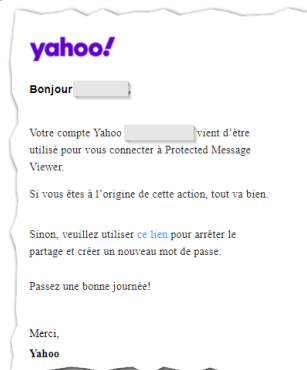 yahoo!
Bonjour ,
Votre compte Yahoo vient d'être
utilisé pour vous connecter à Protected Message
Viewer.
Si vous êtes à l'origine de cette action, tout va bien.
Sinon, veuillez utiliser ce lien pour arrêter le
partage et créer un nouveau mot de passe.
Passez une bonne journée!
Merci,
Yahoo